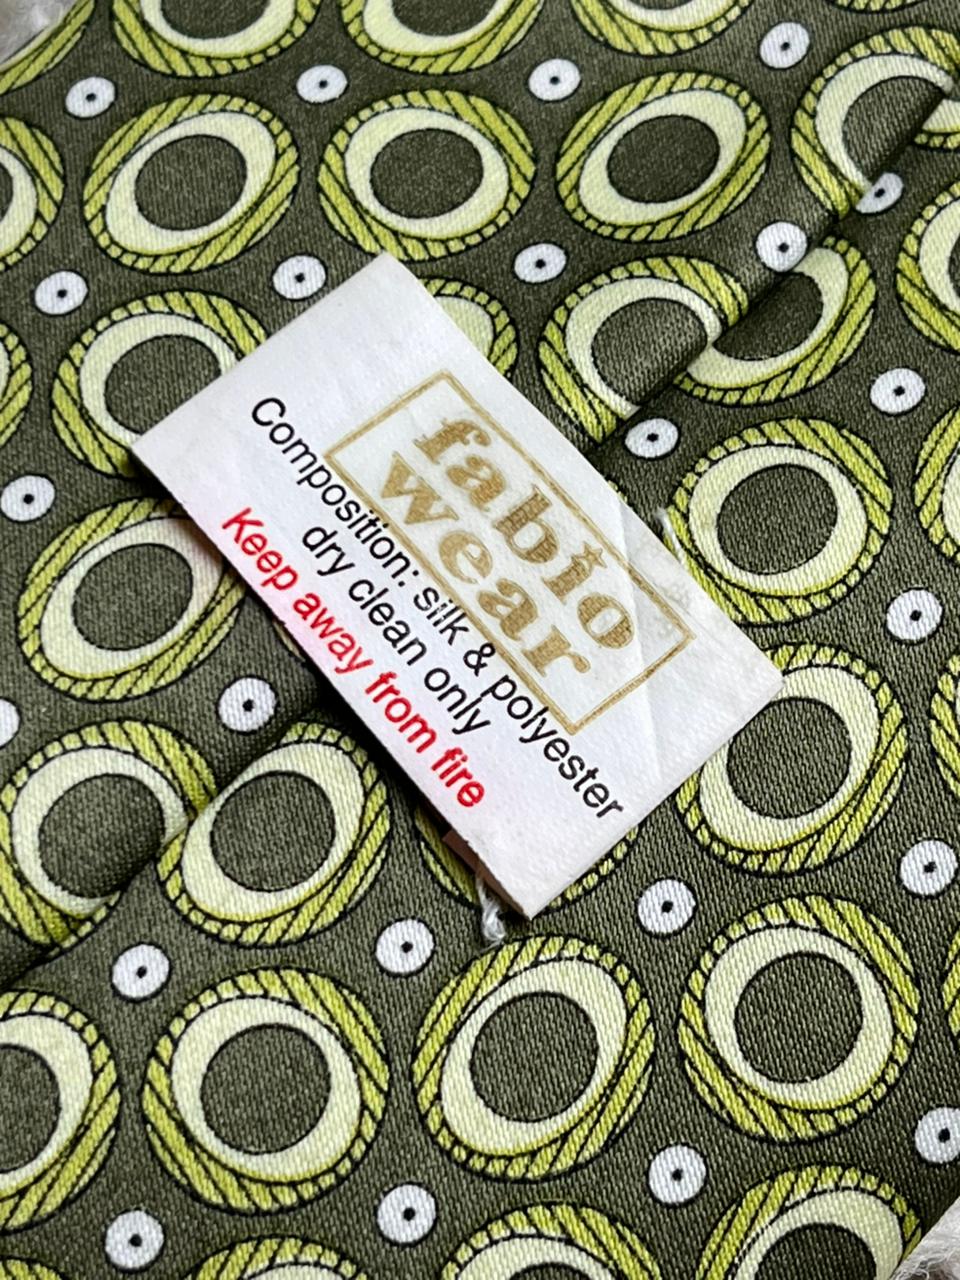 fabio
wear
Composition: silk & polyester
dry clean only
Keep away from fire